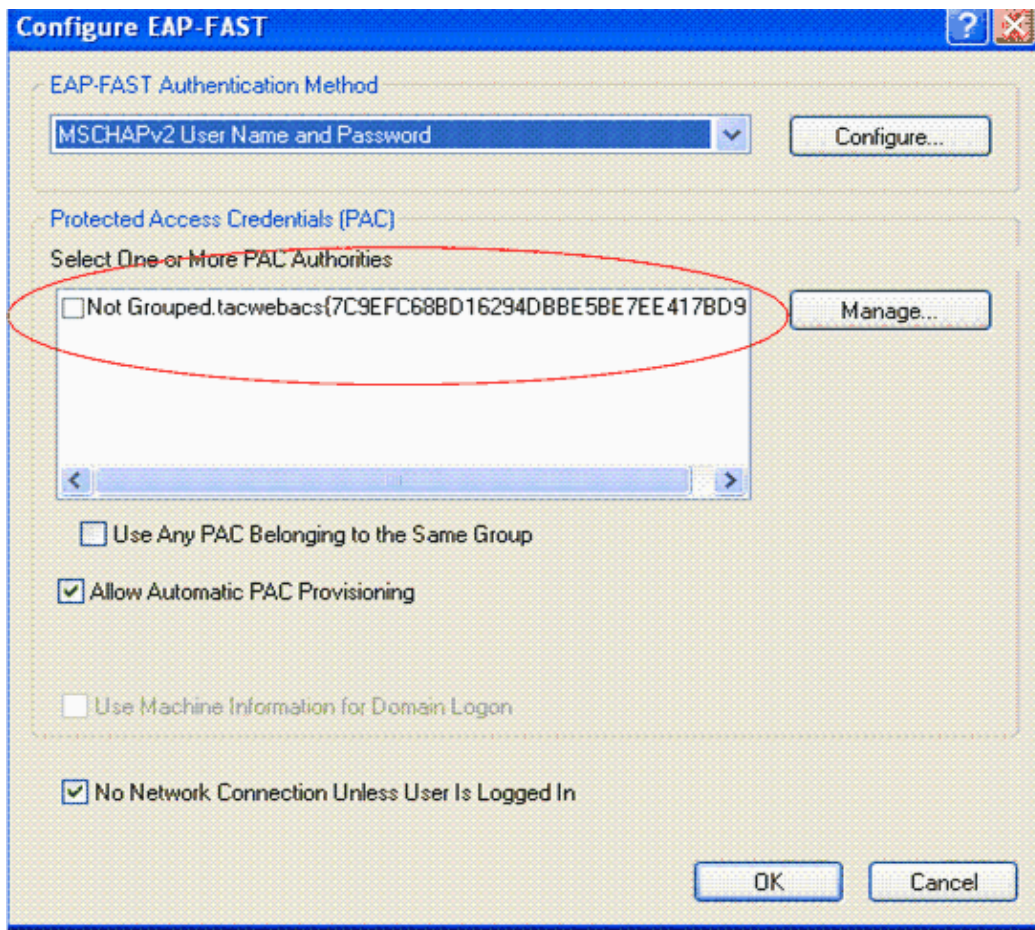 Configure EAP-FAST
EAP-FAST Authentication Method
MSCHAPv2 User Name and Password
Configure...
Protected Access Credentials (PAC)
Select One or More PAC Authorities
Not Grouped.tacwebacs{7C9EFC68BD16294DBBE5BE7EE417BD9
Manage...
Use Any PAC Belonging to the Same Group
Allow Automatic PAC Provisioning
Use Machine Information for Domain Logon
No Network Connection Unless User Is Logged In
OK
Cancel